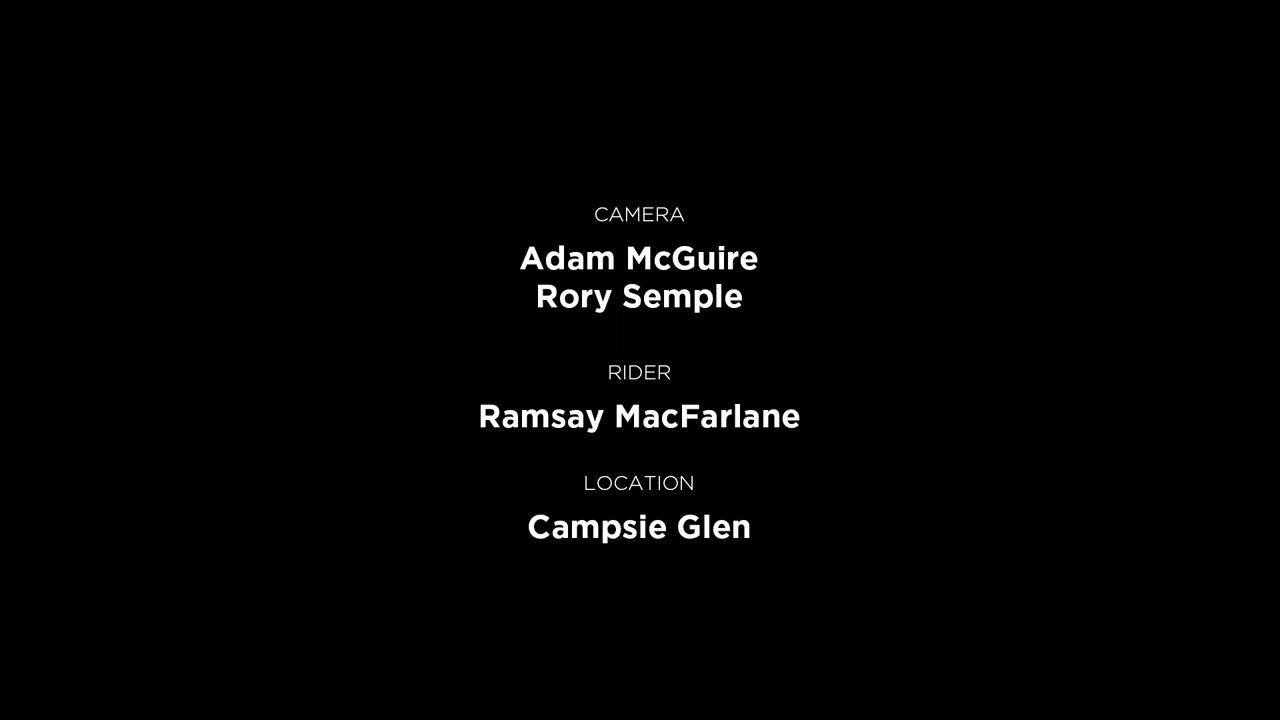 CAMERA
Adam McGuire
Rory Semple
RIDER
Ramsay MacFarlane
LOCATION
Campsie Glen